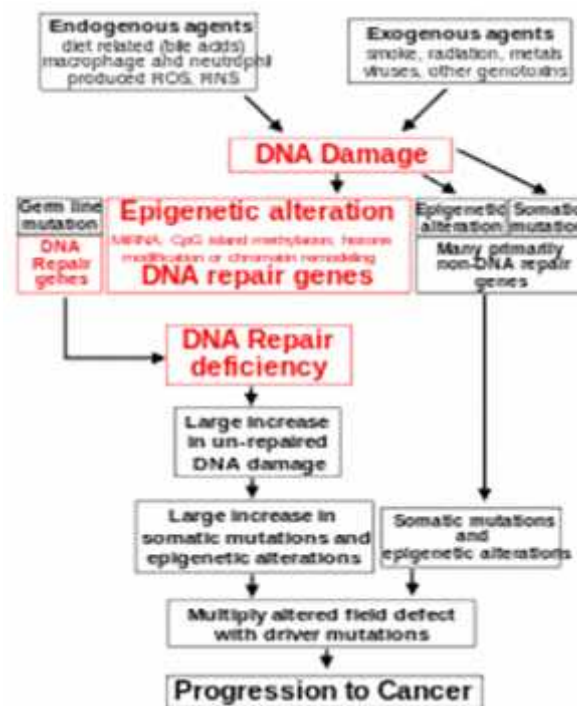 Endogenous agents
diet related (bile acids)
macrophage and neutrophil
produced ROS, RNS
Exogenous agents
smoke, radiation, metals
viruses, other genotoxins
DNA Damage
Germ line
mutation
DNA
Repair
genes
Epigenetic alteration
MiRNA, CpG island methylation, histone
modification or chromatin remodeling
DNA repair genes
Epigenetic
alteration
Somatic
mutation
Many primarily
non-DNA repair
genes
DNA Repair
deficiency
Large increase
in un-repaired
DNA damage
Large increase in
somatic mutations and
epigenetic alterations
Somatic mutations
and
epigenetic alterations
Multiply altered field defect
with driver mutations
Progression to Cancer